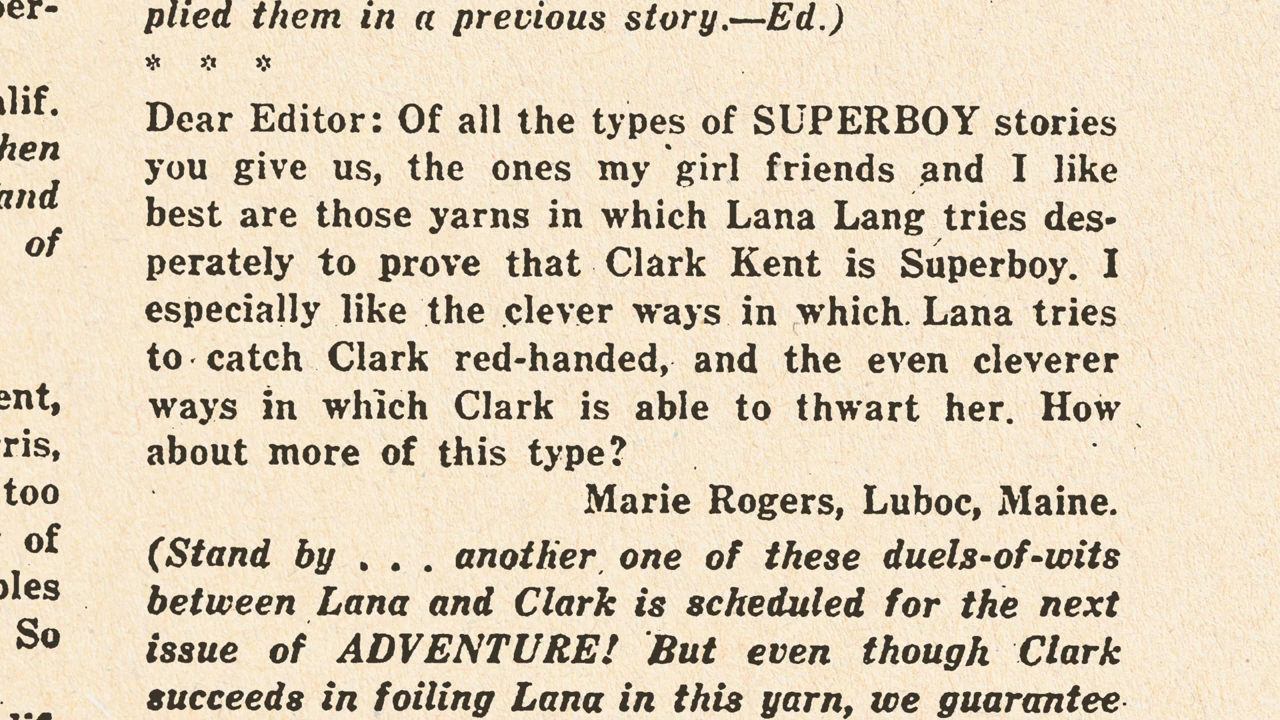 plied them in a previous story.—Ed.)
* * *
Dear Editor: Of all the types of SUPERBOY stories
you give us, the ones my girl friends and I like
best are those yarns in which Lana Lang tries des-
perately to prove that Clark Kent is Superboy. I
especially like the clever ways in which Lana tries
to catch Clark red-handed, and the even cleverer
ways in which Clark is able to thwart her. How
about more of this type?
Marie Rogers, Luboc, Maine.
(Stand by . . . another one of these duels-of-wits
between Lana and Clark is scheduled for the next
issue of ADVENTURE! But even though Clark
succeeds in foiling Lana in this yarn, we guarantee
of
too
of
So